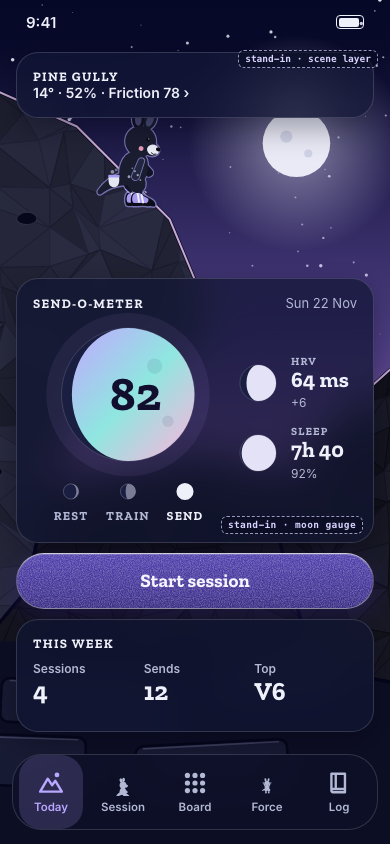 9:41
stand-in · scene layer
PINE GULLY
14° · 52% · Friction 78 ›
SEND-O-METER
Sun 22 Nov
82
HRV
64 ms
+6
SLEEP
7h 40
92%
REST TRAIN SEND
stand-in · moon gauge
Start session
THIS WEEK
Sessions Sends Top
4 12 V6
Today Session Board Force Log